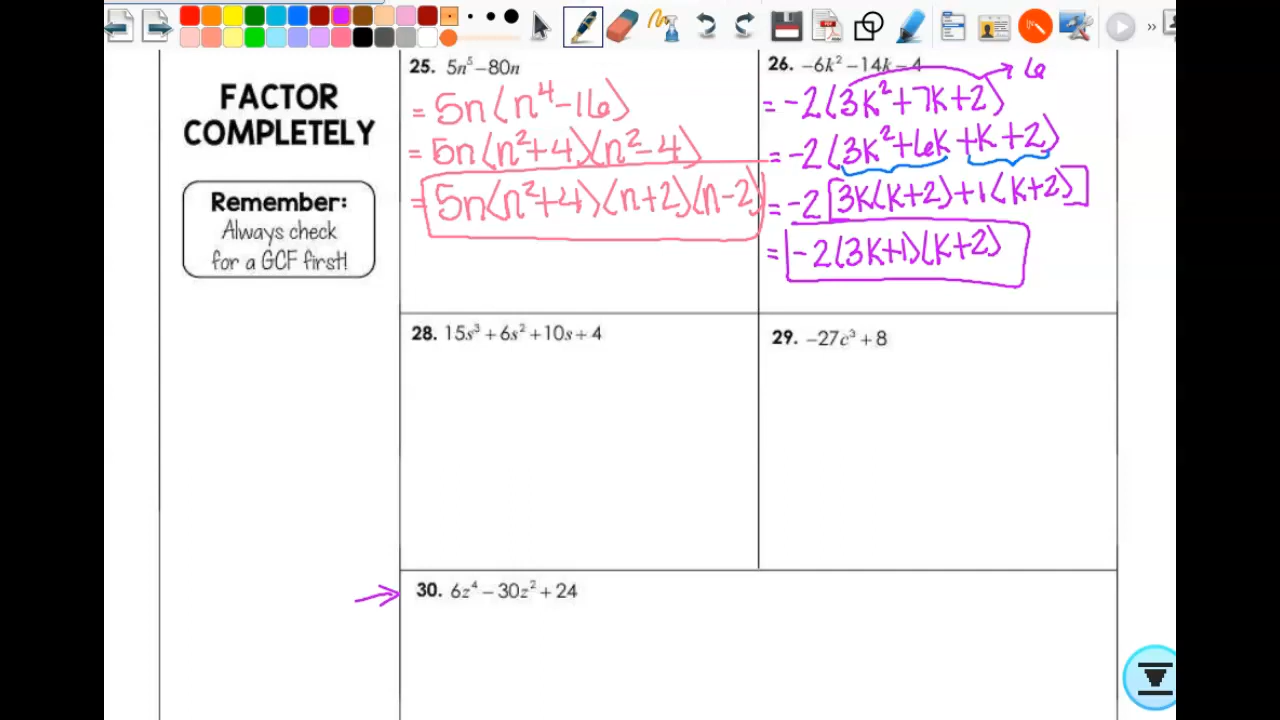 FACTOR
COMPLETELY
Remember:
Always check
for a GCF first!
25. 5n⁵ – 80n
= 5n(n⁴ – 16)
= 5n(n² + 4)(n² – 4)
= 5n(n² + 4)(n + 2)(n – 2)
26. –6k² – 14k – 4
6
= –2(3k² + 7k + 2)
= –2(3k² + 6k + k + 2)
= –2[3k(k + 2) + 1(k + 2)]
= –2(3k + 1)(k + 2)
28. 15s³ + 6s² + 10s + 4
29. –27c³ + 8
30. 6z⁴ – 30z² + 24